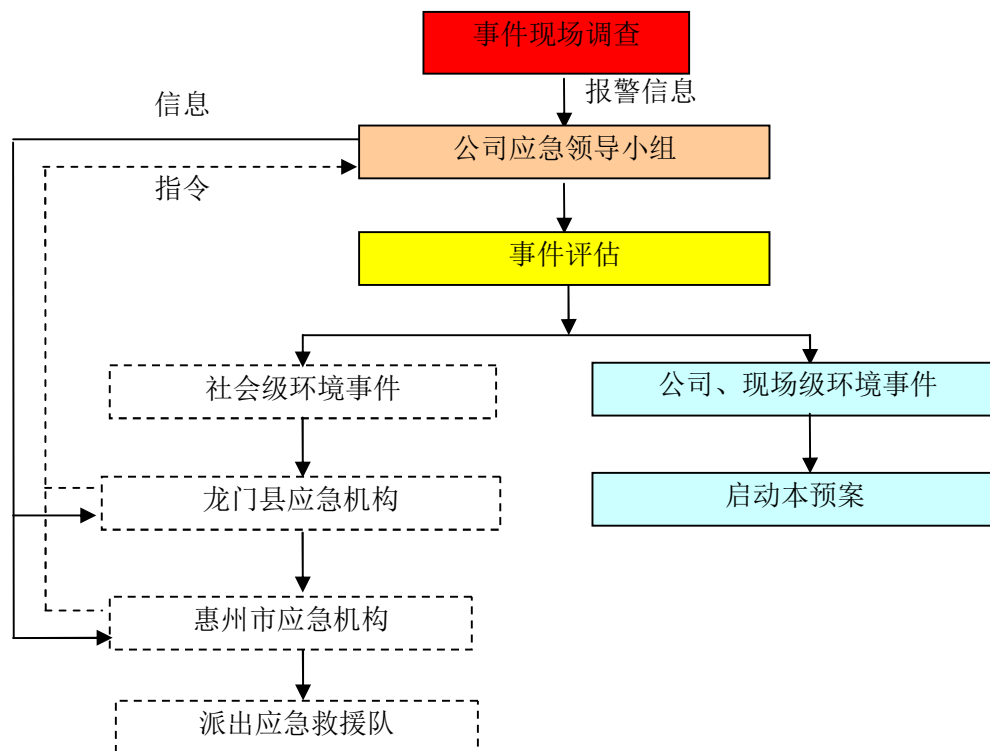 事件现场调查
信息
报警信息
公司应急领导小组
指令
事件评估
社会级环境事件
公司、现场级环境事件
龙门县应急机构
启动本预案
惠州市应急机构
派出应急救援队